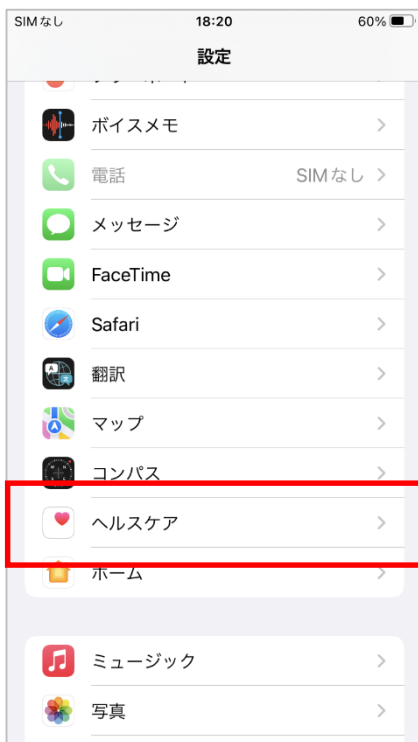 SIMなし 18:20 60%
設定
ボイスメモ
電話 SIMなし
メッセージ
FaceTime
Safari
翻訳
マップ
コンパス
ヘルスケア
ホーム
ミュージック
写真